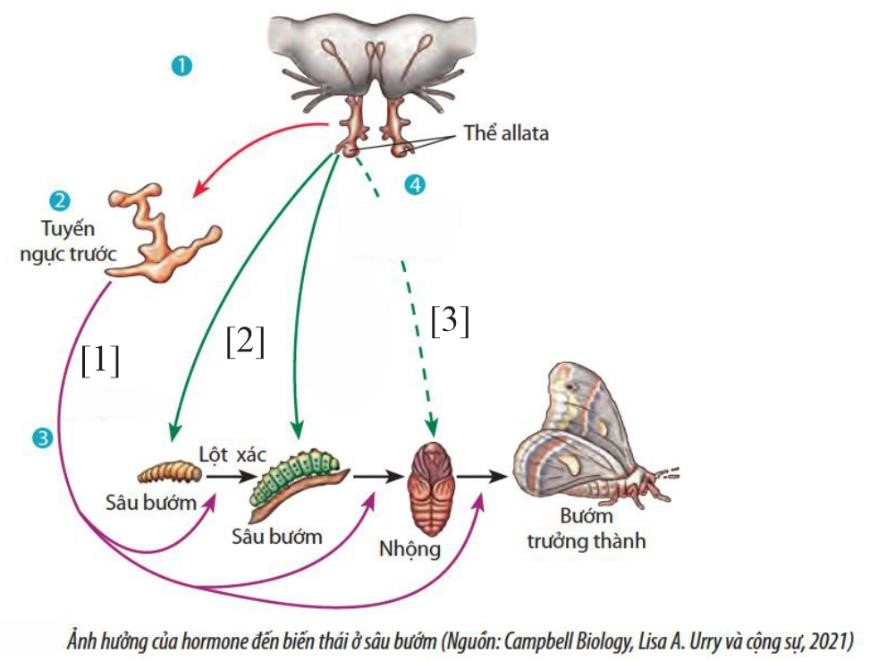 1
Thể allata
4
2
Tuyến
ngực trước
[1]
[2]
[3]
3
Lột xác
Sâu bướm
Sâu bướm
Nhộng
Bướm
trưởng thành
Ảnh hưởng của hormone đến biến thái ở sâu bướm (Nguồn: Campbell Biology, Lisa A. Urry và cộng sự, 2021)